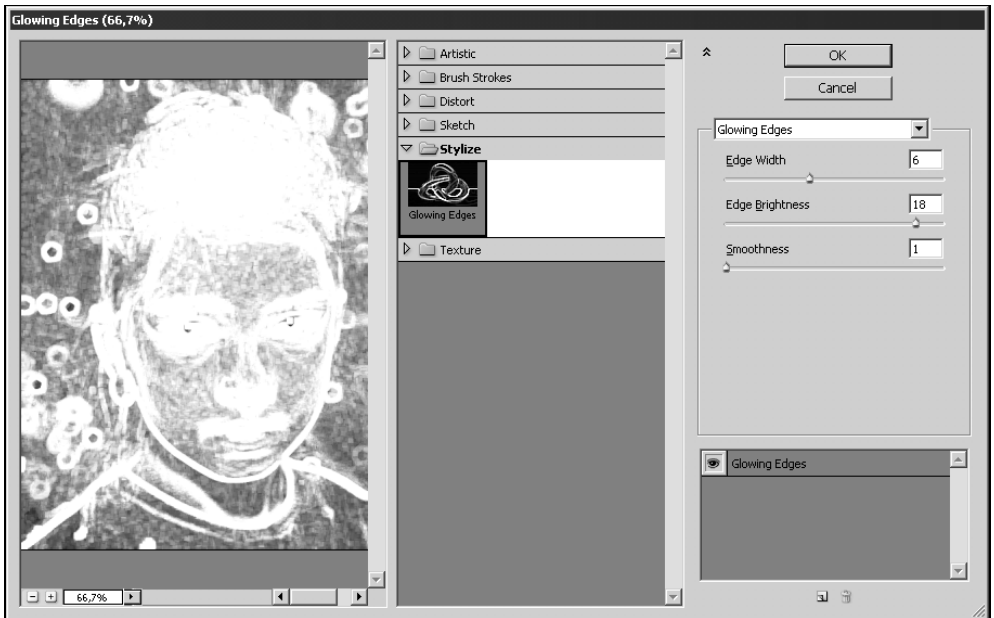 Glowing Edges (66,7%)
66,7%
Artistic
Brush Strokes
Distort
Sketch
Stylize
Glowing Edges
Texture
OK
Cancel
Glowing Edges
Edge Width 6
Edge Brightness 18
Smoothness 1
Glowing Edges